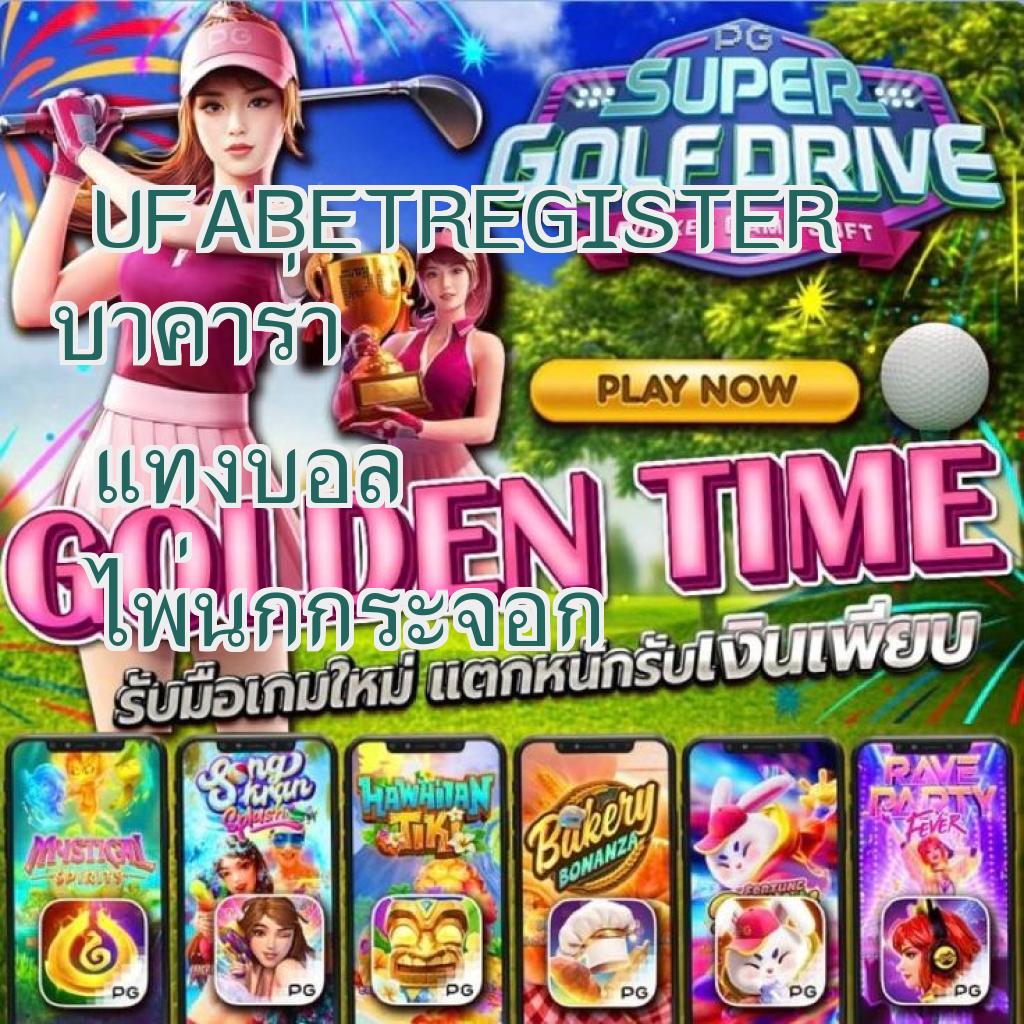 PG
PG
SUPER
GOLF DRIVE
UFABETREGISTER
บาคาร่า
PLAY NOW
แทงบอล
GOLDEN TIME
ไพ่นกกระจอก
รับมือเกมใหม่ แตกหนักรับเงินเพียบ
MYSTICAL
SPIRITS
Songkran
Splash
HAWAIIAN
TIKI
Bakery
BONANZA
FORTUNE
RAVE
PARTY
FEVER
PG
PG
PG
PG
PG
PG